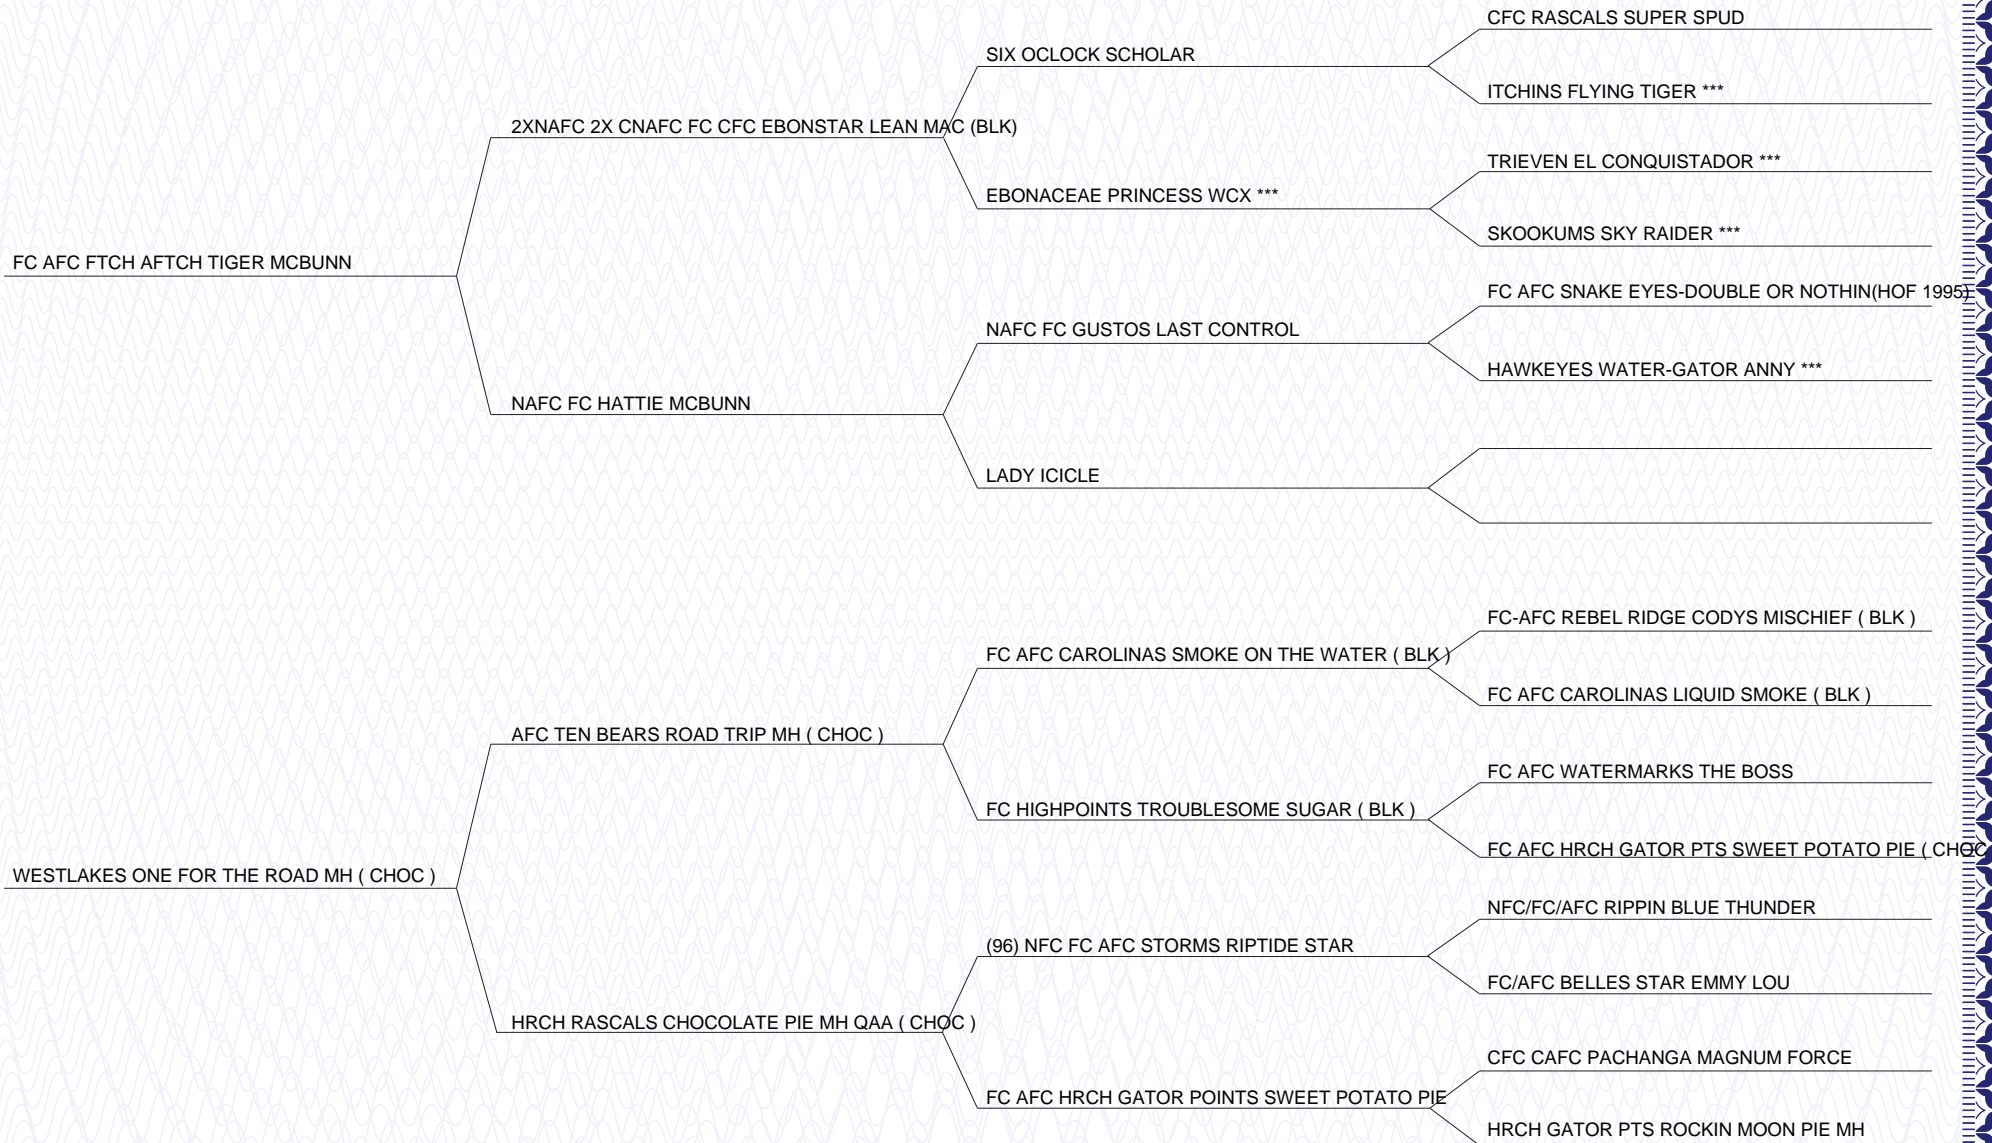 CFC RASCALS SUPER SPUD
SIX OCLOCK SCHOLAR
ITCHINS FLYING TIGER ***
2XNAFC 2X CNAFC FC CFC EBONSTAR LEAN MAC (BLK)
TRIEVEN EL CONQUISTADOR ***
EBONACEAE PRINCESS WCX ***
SKOOKUMS SKY RAIDER ***
FC AFC FTCH AFTCH TIGER MCBUNN
FC AFC SNAKE EYES-DOUBLE OR NOTHIN(HOF 1995)
NAFC FC GUSTOS LAST CONTROL
HAWKEYES WATER-GATOR ANNY ***
NAFC FC HATTIE MCBUNN
LADY ICICLE
FC-AFC REBEL RIDGE CODYS MISCHIEF ( BLK )
FC AFC CAROLINAS SMOKE ON THE WATER ( BLK )
FC AFC CAROLINAS LIQUID SMOKE ( BLK )
AFC TEN BEARS ROAD TRIP MH ( CHOC )
FC AFC WATERMARKS THE BOSS
FC HIGHPOINTS TROUBLESOME SUGAR ( BLK )
FC AFC HRCH GATOR PTS SWEET POTATO PIE ( CHOC
WESTLAKES ONE FOR THE ROAD MH ( CHOC )
NFC/FC/AFC RIPPIN BLUE THUNDER
(96) NFC FC AFC STORMS RIPTIDE STAR
FC/AFC BELLES STAR EMMY LOU
HRCH RASCALS CHOCOLATE PIE MH QAA ( CHOC )
CFC CAFC PACHANGA MAGNUM FORCE
FC AFC HRCH GATOR POINTS SWEET POTATO PIE
HRCH GATOR PTS ROCKIN MOON PIE MH